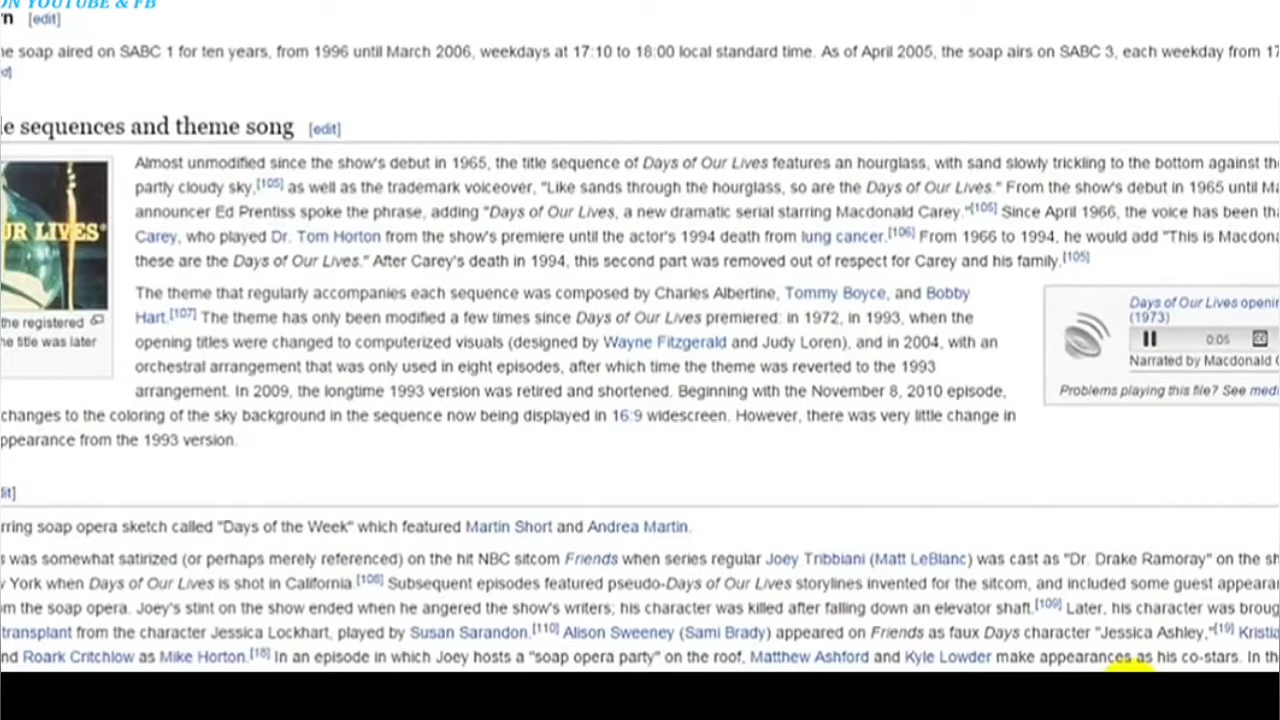 ON YOUTUBE & FB
n [edit]
e soap aired on SABC 1 for ten years, from 1996 until March 2006, weekdays at 17:10 to 18:00 local standard time. As of April 2005, the soap airs on SABC 3, each weekday from 17
e sequences and theme song [edit]
Almost unmodified since the show's debut in 1965, the title sequence of Days of Our Lives features an hourglass, with sand slowly trickling to the bottom against th
partly cloudy sky,[105] as well as the trademark voiceover, "Like sands through the hourglass, so are the Days of Our Lives." From the show's debut in 1965 until Ma
announcer Ed Prentiss spoke the phrase, adding "Days of Our Lives, a new dramatic serial starring Macdonald Carey."[105] Since April 1966, the voice has been tha
Carey, who played Dr. Tom Horton from the show's premiere until the actor's 1994 death from lung cancer.[106] From 1966 to 1994, he would add "This is Macdona
these are the Days of Our Lives." After Carey's death in 1994, this second part was removed out of respect for Carey and his family.[105]
UR LIVES®
the registered
e title was later
The theme that regularly accompanies each sequence was composed by Charles Albertine, Tommy Boyce, and Bobby
Hart.[107] The theme has only been modified a few times since Days of Our Lives premiered: in 1972, in 1993, when the
opening titles were changed to computerized visuals (designed by Wayne Fitzgerald and Judy Loren), and in 2004, with an
orchestral arrangement that was only used in eight episodes, after which time the theme was reverted to the 1993
arrangement. In 2009, the longtime 1993 version was retired and shortened. Beginning with the November 8, 2010 episode,
changes to the coloring of the sky background in the sequence now being displayed in 16:9 widescreen. However, there was very little change in
ppearance from the 1993 version.
Days of Our Lives openin
(1973)
0:05
Narrated by Macdonald C
Problems playing this file? See medi
it]
rring soap opera sketch called "Days of the Week" which featured Martin Short and Andrea Martin.
s was somewhat satirized (or perhaps merely referenced) on the hit NBC sitcom Friends when series regular Joey Tribbiani (Matt LeBlanc) was cast as "Dr. Drake Ramoray" on the sh
v York when Days of Our Lives is shot in California.[108] Subsequent episodes featured pseudo-Days of Our Lives storylines invented for the sitcom, and included some guest appeara
m the soap opera. Joey's stint on the show ended when he angered the show's writers; his character was killed after falling down an elevator shaft.[109] Later, his character was broug
transplant from the character Jessica Lockhart, played by Susan Sarandon.[110] Alison Sweeney (Sami Brady) appeared on Friends as faux Days character "Jessica Ashley,"[19] Kristia
nd Roark Critchlow as Mike Horton.[18] In an episode in which Joey hosts a "soap opera party" on the roof, Matthew Ashford and Kyle Lowder make appearances as his co-stars. In th